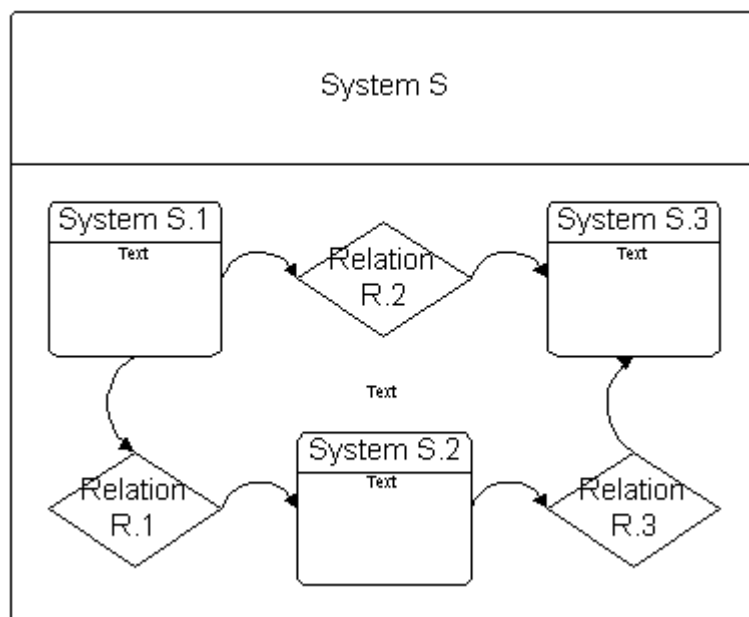 System S
System S.1
Text
Relation
R.2
System S.3
Text
Text
Relation
R.1
System S.2
Text
Relation
R.3